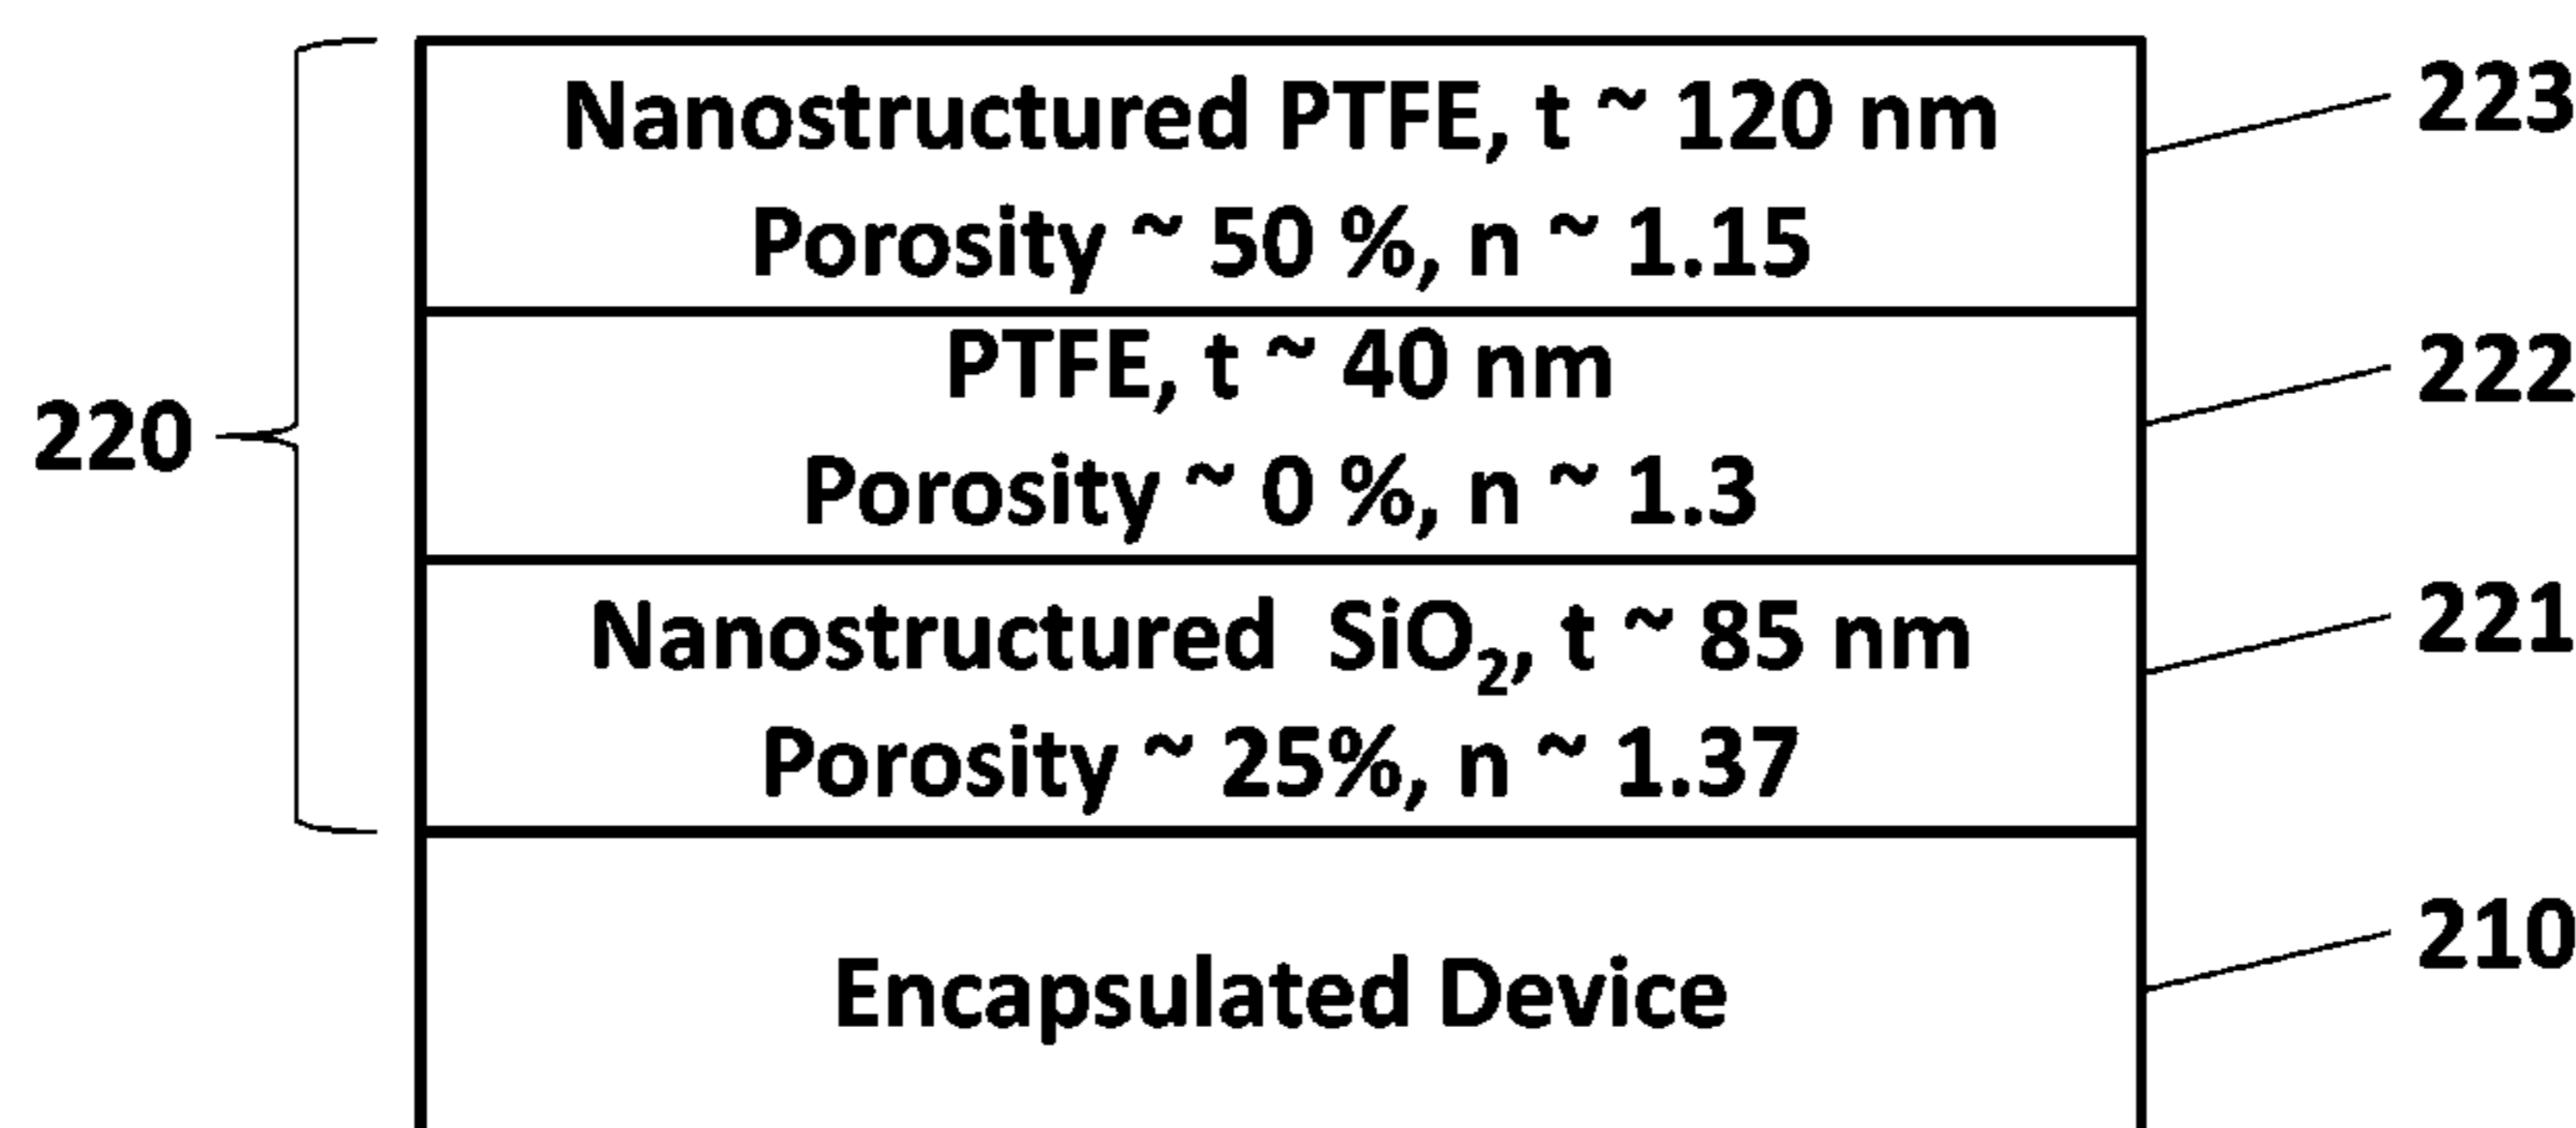 Nanostructured PTFE, t ~ 120 nm
Porosity ~ 50 %, n ~ 1.15
223
PTFE, t ~ 40 nm
Porosity ~ 0 %, n ~ 1.3
222
220
Nanostructured SiO₂, t ~ 85 nm
Porosity ~ 25%, n ~ 1.37
221
Encapsulated Device
210